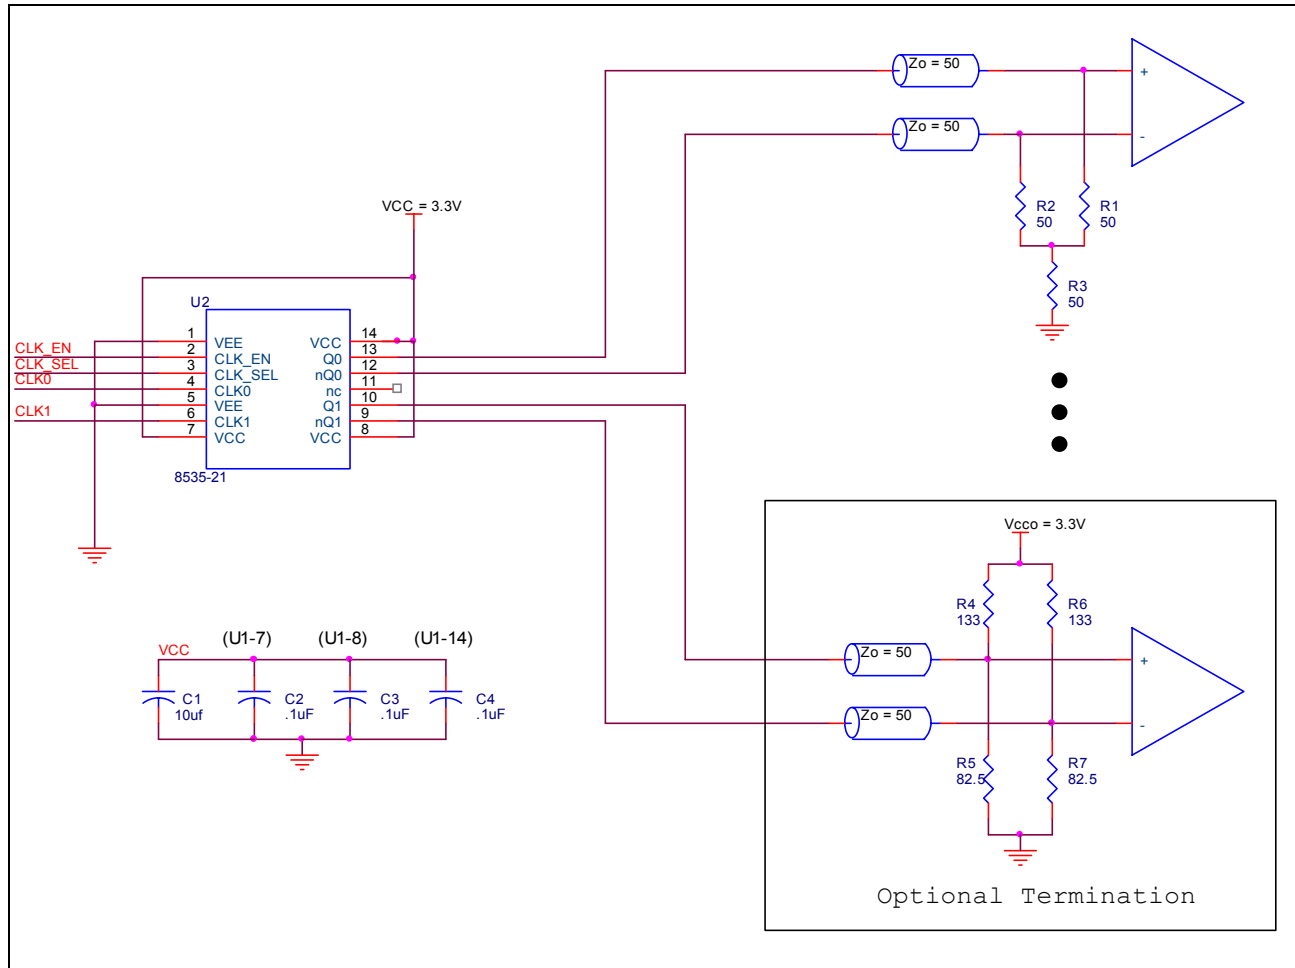 Zo = 50
+
Zo = 50
-
R2
50
R1
50
VCC = 3.3V
R3
50
U2
1
VEE
VCC
14
CLK_EN
2
CLK_EN
Q0
13
CLK_SEL
3
CLK_SEL
nQ0
12
CLK0
4
CLK0
nc
11
5
VEE
Q1
10
CLK1
6
CLK1
nQ1
9
7
VCC
VCC
8
8535-21
Vcco = 3.3V
R4
133
R6
133
(U1-7)
(U1-8)
(U1-14)
VCC
Zo = 50
+
C1
10uf
C2
.1uF
C3
.1uF
C4
.1uF
Zo = 50
-
R5
82.5
R7
82.5
Optional Termination